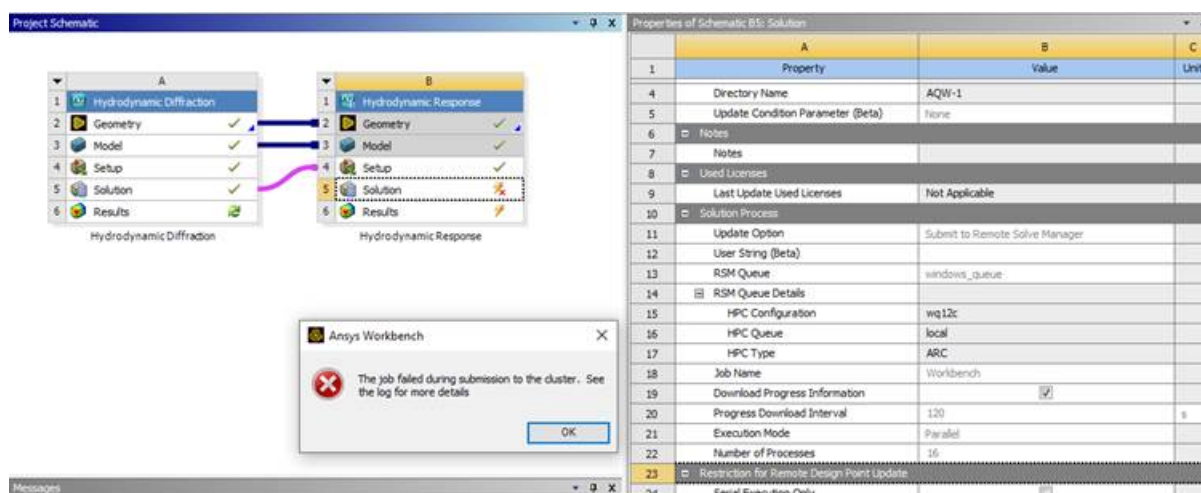 Project Schematic
A
1 Hydrodynamic Diffraction
2 Geometry
3 Model
4 Setup
5 Solution
6 Results
Hydrodynamic Diffraction
B
1 Hydrodynamic Response
2 Geometry
3 Model
4 Setup
5 Solution
6 Results
Hydrodynamic Response
Ansys Workbench
The job failed during submission to the cluster. See
the log for more details
OK
Messages
Properties of Schematic B5: Solution
A B C
1 Property Value Unit
4 Directory Name AQW-1
5 Update Condition Parameter (Beta) None
6 Notes
7 Notes
8 Used Licenses
9 Last Update Used Licenses Not Applicable
10 Solution Process
11 Update Option Submit to Remote Solve Manager
12 User String (Beta)
13 RSM Queue windows_queue
14 RSM Queue Details
15 HPC Configuration wq12c
16 HPC Queue local
17 HPC Type ARC
18 Job Name Workbench
19 Download Progress Information
20 Progress Download Interval 120 s
21 Execution Mode Parallel
22 Number of Processes 16
23 Restriction for Remote Design Point Update
24 Serial Execution Only